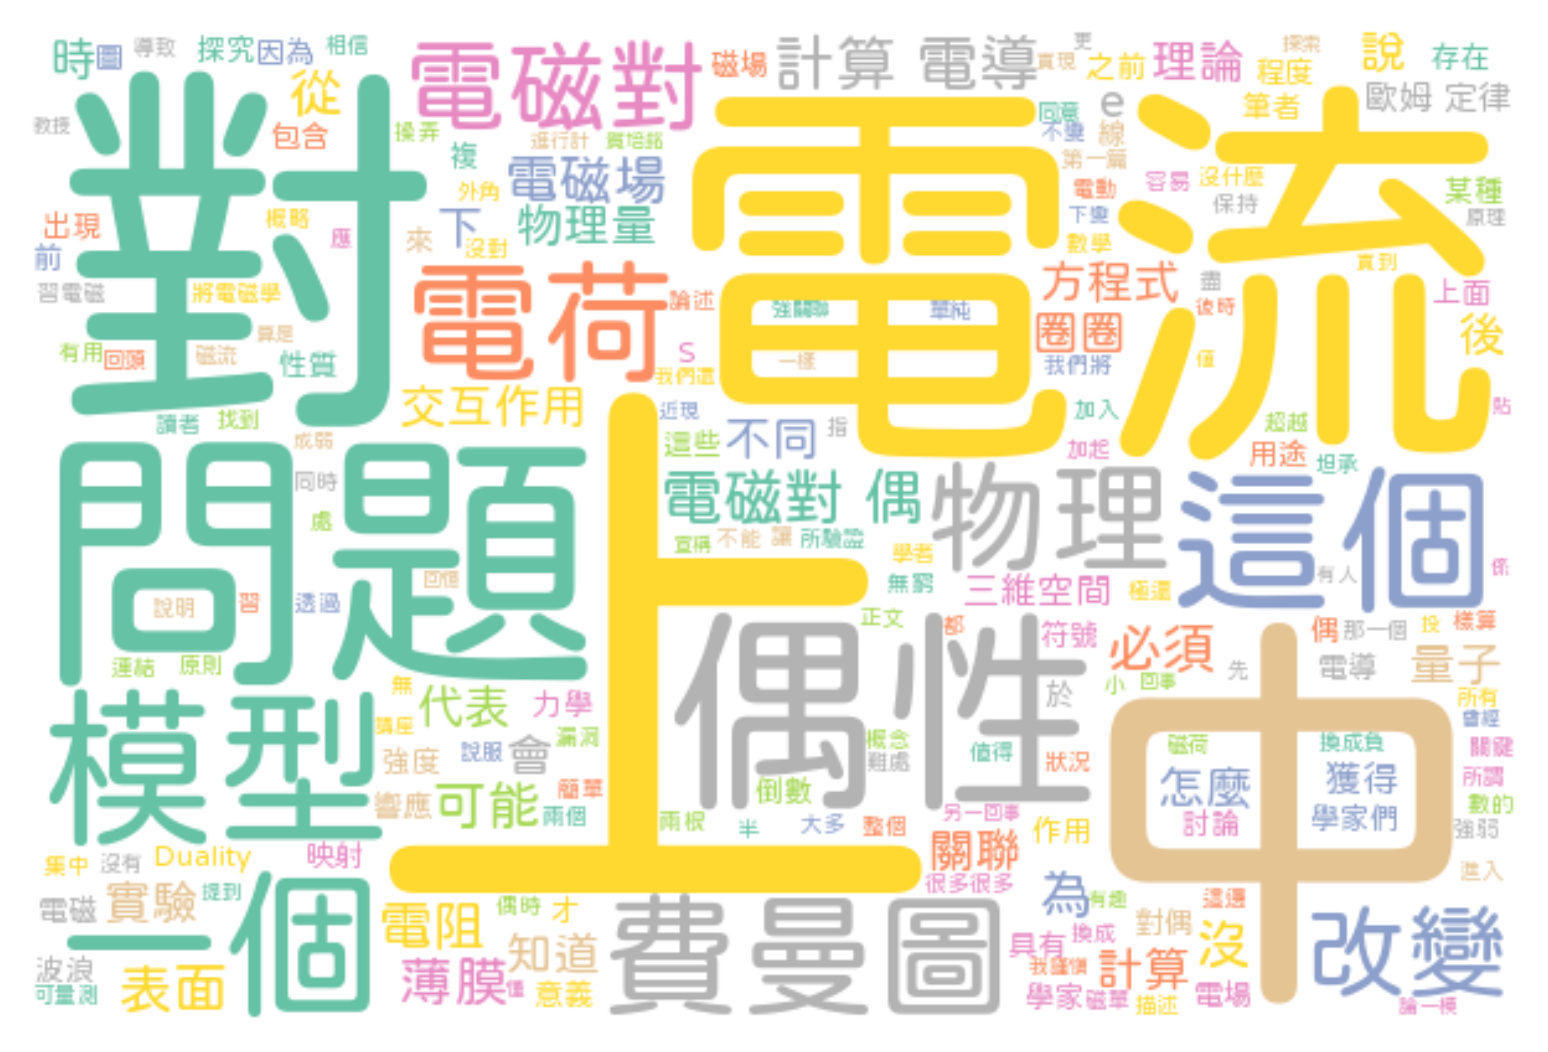 時 圖 導致 探究 因為 相信 電磁對 磁場 計算 電導 實現 更 之前 理論 探索 程度 說 存在
從 e 筆者 歐姆 定律
教授 包含 操弄 進行計 賀培銘 同意 不變 線
對 複 電磁場 電流 第一篇 沒什麼 某種
外角 電動 容易 保持 原理
出現 概略 應 來 下 物理量 下變
前 沒對 數學 實到
習電磁 將電磁學 電荷 論述 強關聯 單純 方程式 盡 彼時 上面
算是 圈圈 後
有用 回頭 磁流 性質 S 一樣 我們將 值
我們還
讀者 找到 交互作用 近現 指 加入 超越 貼
成弱 這些 不同 加起 用途 坦承
問題 同時 電磁對 偶 物理 這個
處 宣稱 不能 讓 所驗證 學者
回值 無窮 三維空間 極還 有人 係
說明 習 透過 上 正文 都 符號 偶 那一個 投 樣算
連結 原則 偶性 必須 先 電導 量子
無 小 回事 所有
模型 代表 力學 於 中 曾經
講座 漏洞 概念 磁荷 換成負 關鍵
強度 說服 會 難處 值得 狀況 所謂
響應 可能 簡單 倒數 怎麼 獲得 數的
兩個 兩根 半 大多 整個 另一回事 作用 討論 學家們 強弱
集中 沒有 Duality 映射 關聯 進入
電磁 實驗 提到 很多很多 為 有趣 這邊
一個 電阻 偶時 才 費曼圖 對偶 沒 改變
波浪 知道 具有 換成
可量測 表面 薄膜 僅 意義 我謹慎 計算
學家 磁單 描述 電場 論一模